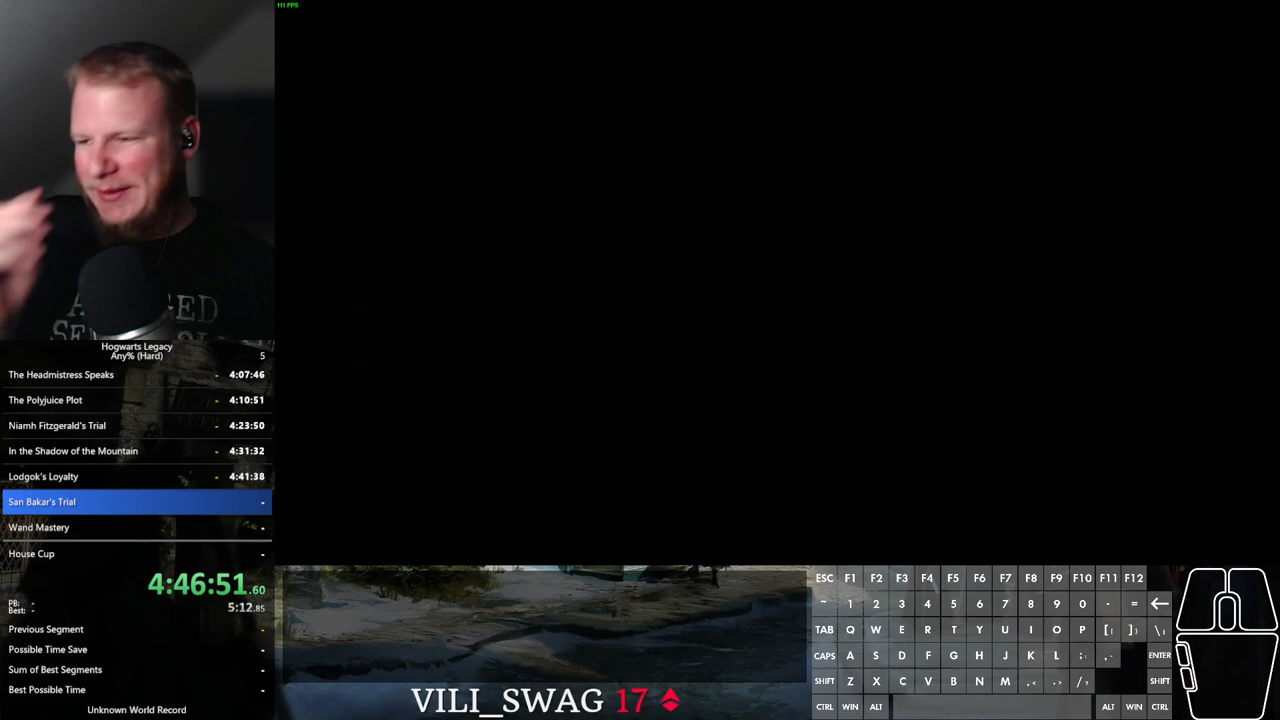 111 FPS
Hogwarts Legacy
Any% (Hard) 5
The Headmistress Speaks - 4:07:46
The Polyjuice Plot - 4:10:51
Niamh Fitzgerald's Trial - 4:23:50
In the Shadow of the Mountain - 4:31:32
Lodgok's Loyalty - 4:41:38
San Bakar's Trial -
Wand Mastery -
House Cup -
4:46:51.60
PB: - 5:12.85
Best: -
Previous Segment -
Possible Time Save -
Sum of Best Segments -
Best Possible Time -
Unknown World Record
VILI_SWAG 17
ESC F1 F2 F3 F4 F5 F6 F7 F8 F9 F10 F11 F12
~ 1 2 3 4 5 6 7 8 9 0 - = ←
TAB Q W E R T Y U I O P [{ ]} \|
CAPS A S D F G H J K L ;: ,. ENTER
SHIFT Z X C V B N M ,< .> /? SHIFT
CTRL WIN ALT ALT WIN CTRL